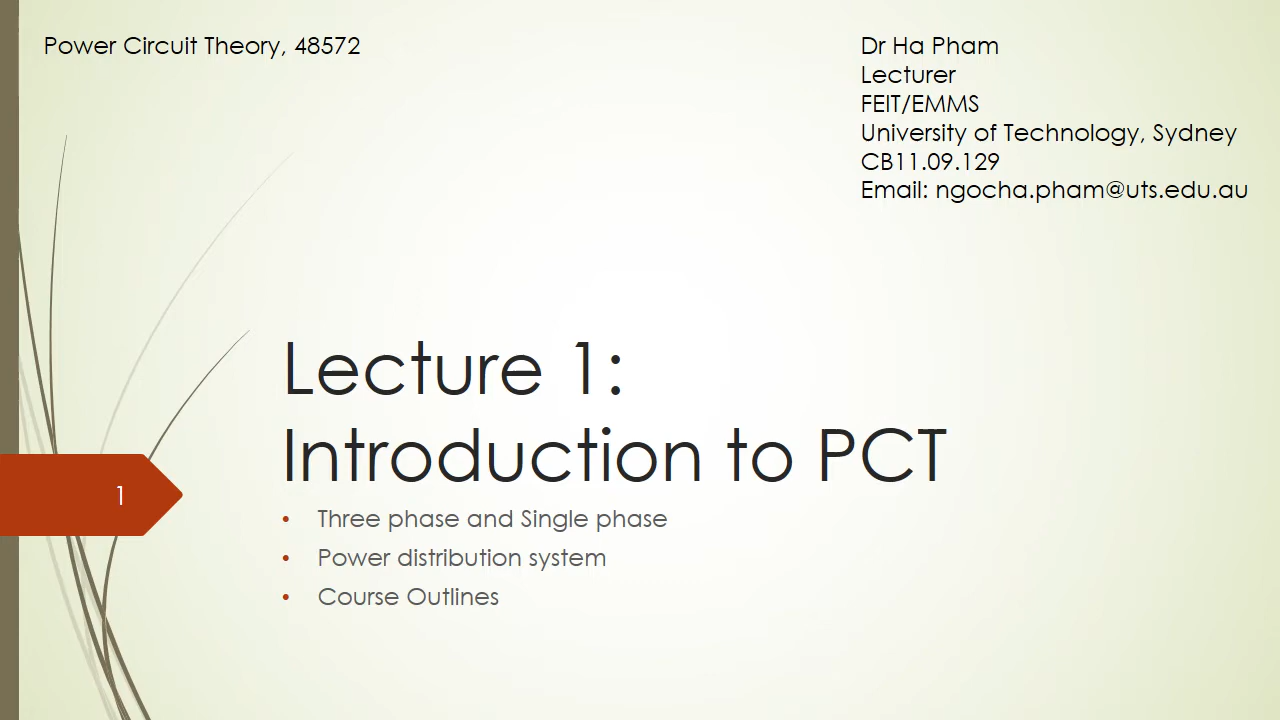 Power Circuit Theory, 48572
Dr Ha Pham
Lecturer
FEIT/EMMS
University of Technology, Sydney
CB11.09.129
Email: ngocha.pham@uts.edu.au
Lecture 1:
Introduction to PCT
1
• Three phase and Single phase
• Power distribution system
• Course Outlines